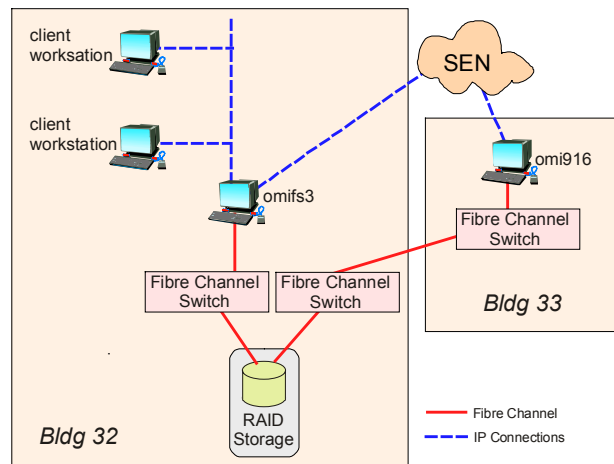 client
worksation
SEN
client
workstation
omi916
omifs3
Fibre Channel
Switch
Fibre Channel
Switch
Fibre Channel
Switch
Bldg 33
RAID
Storage
Bldg 32
Fibre Channel
IP Connections